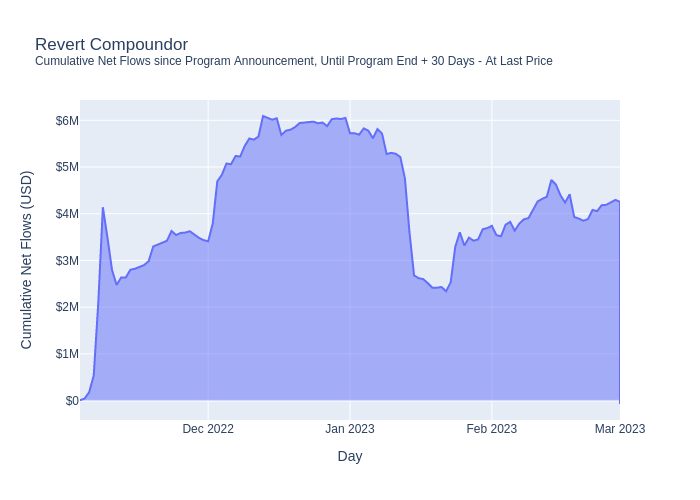 Revert Compoundor
Cumulative Net Flows since Program Announcement, Until Program End + 30 Days - At Last Price
Cumulative Net Flows (USD)
$6M
$5M
$4M
$3M
$2M
$1M
$0
Dec 2022
Jan 2023
Feb 2023
Mar 2023
Day